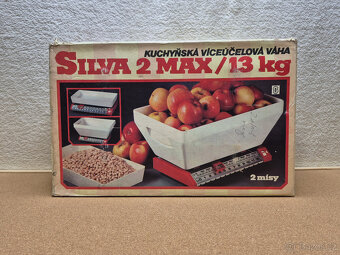 KUCHYŇSKÁ VÍCEÚČELOVÁ VÁHA
SILVA 2 MAX/13 kg
2 mísy